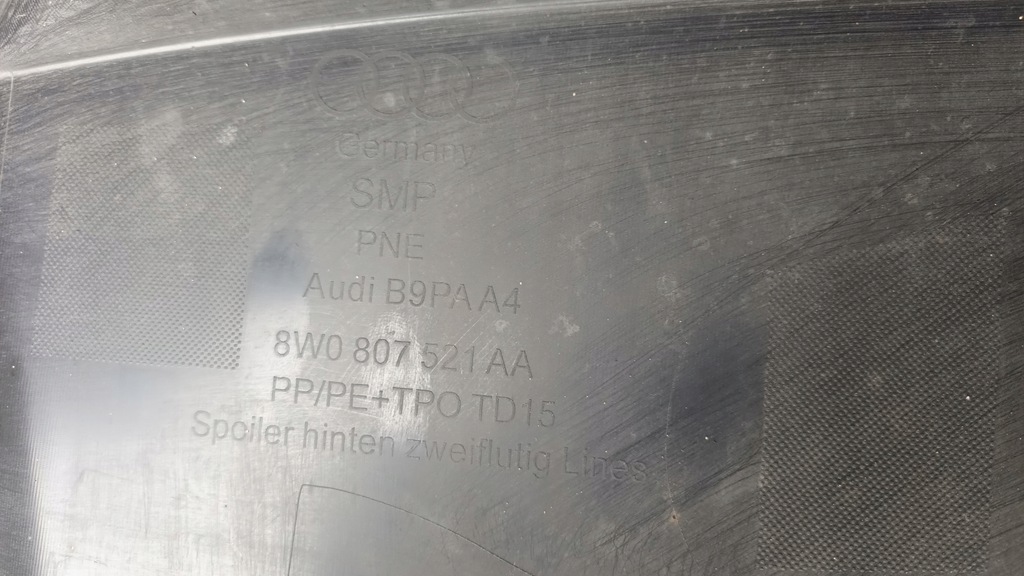 Germany
SMP
PNE
Audi B9PA A4
8W0 807 521 AA
PP/PE+TPO TD15
Spoiler hinten zweiflutig Lines